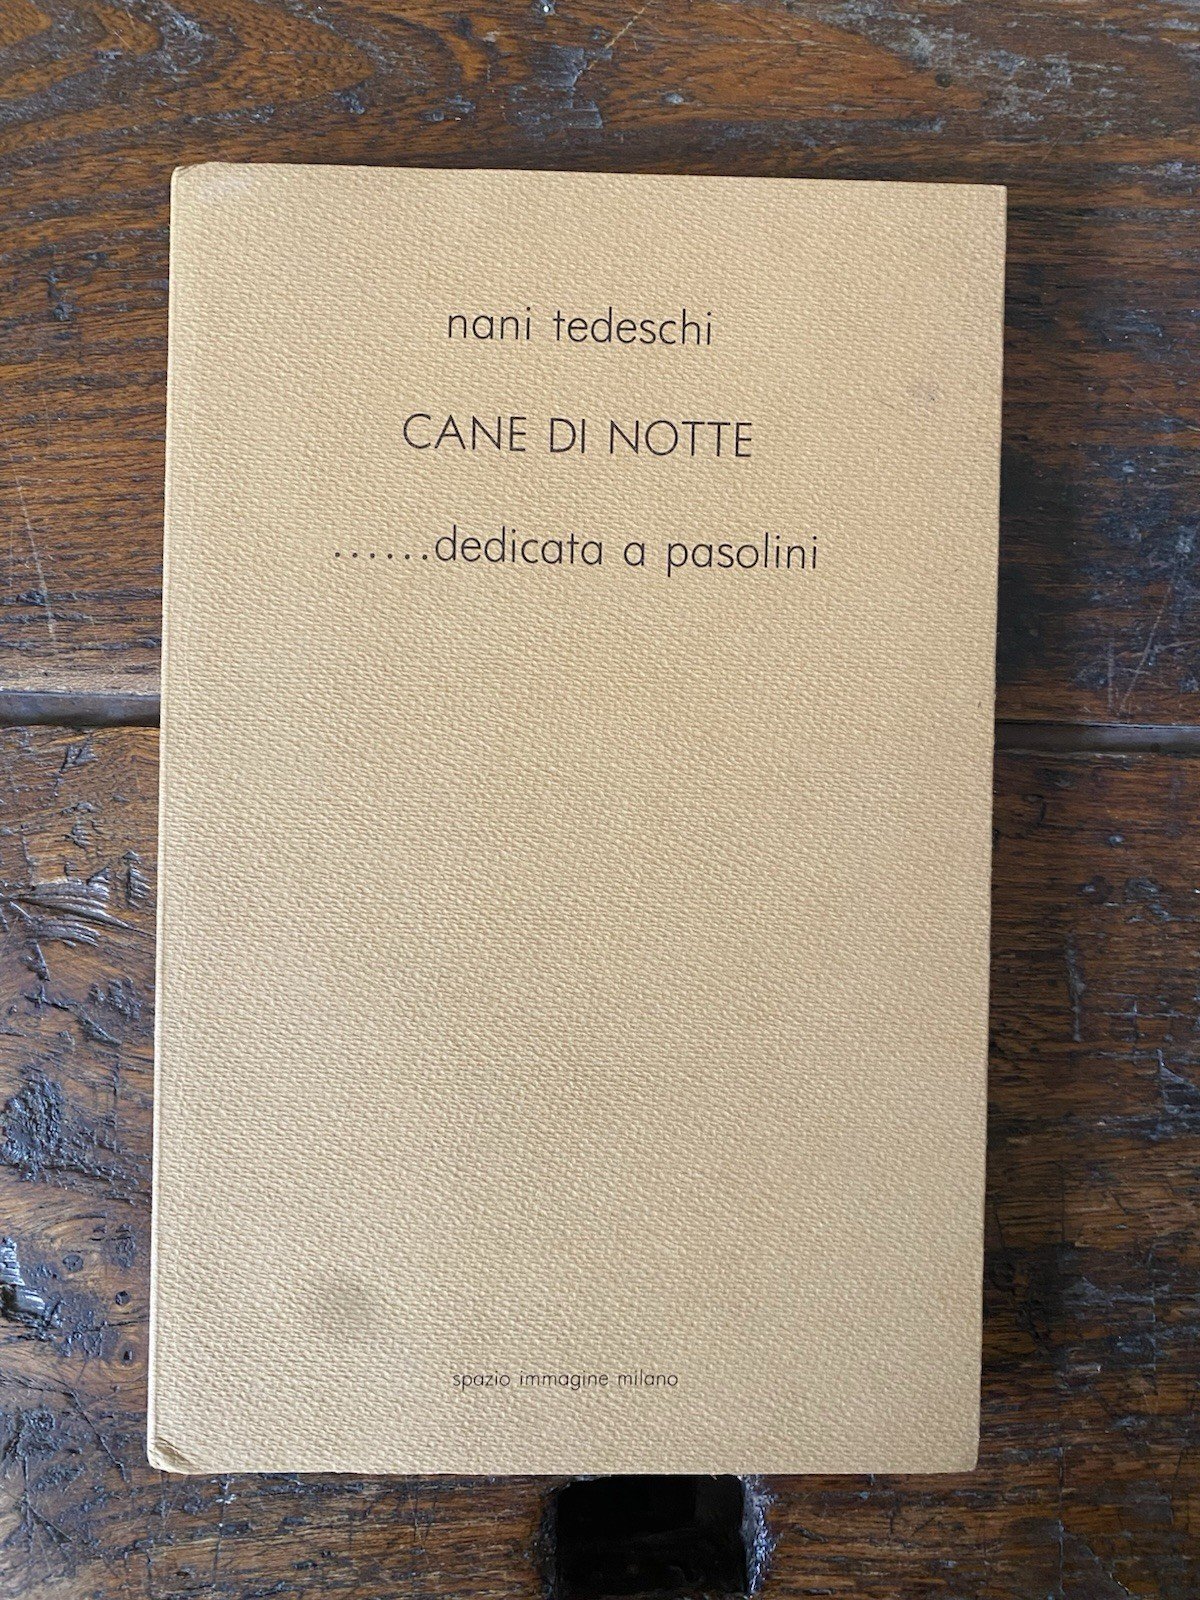 nani tedeschi
CANE DI NOTTE
......dedicata a pasolini
spazio immagine milano